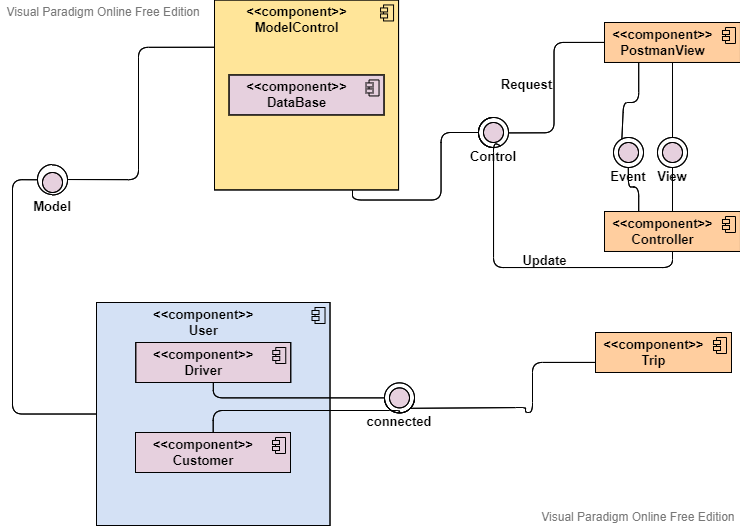 Visual Paradigm Online Free Edition
<<component>>
ModelControl
<<component>>
DataBase
<<component>>
PostmanView
Request
Control
Event
View
Model
<<component>>
Controller
Update
<<component>>
User
<<component>>
Driver
<<component>>
Trip
connected
<<component>>
Customer
Visual Paradigm Online Free Edition